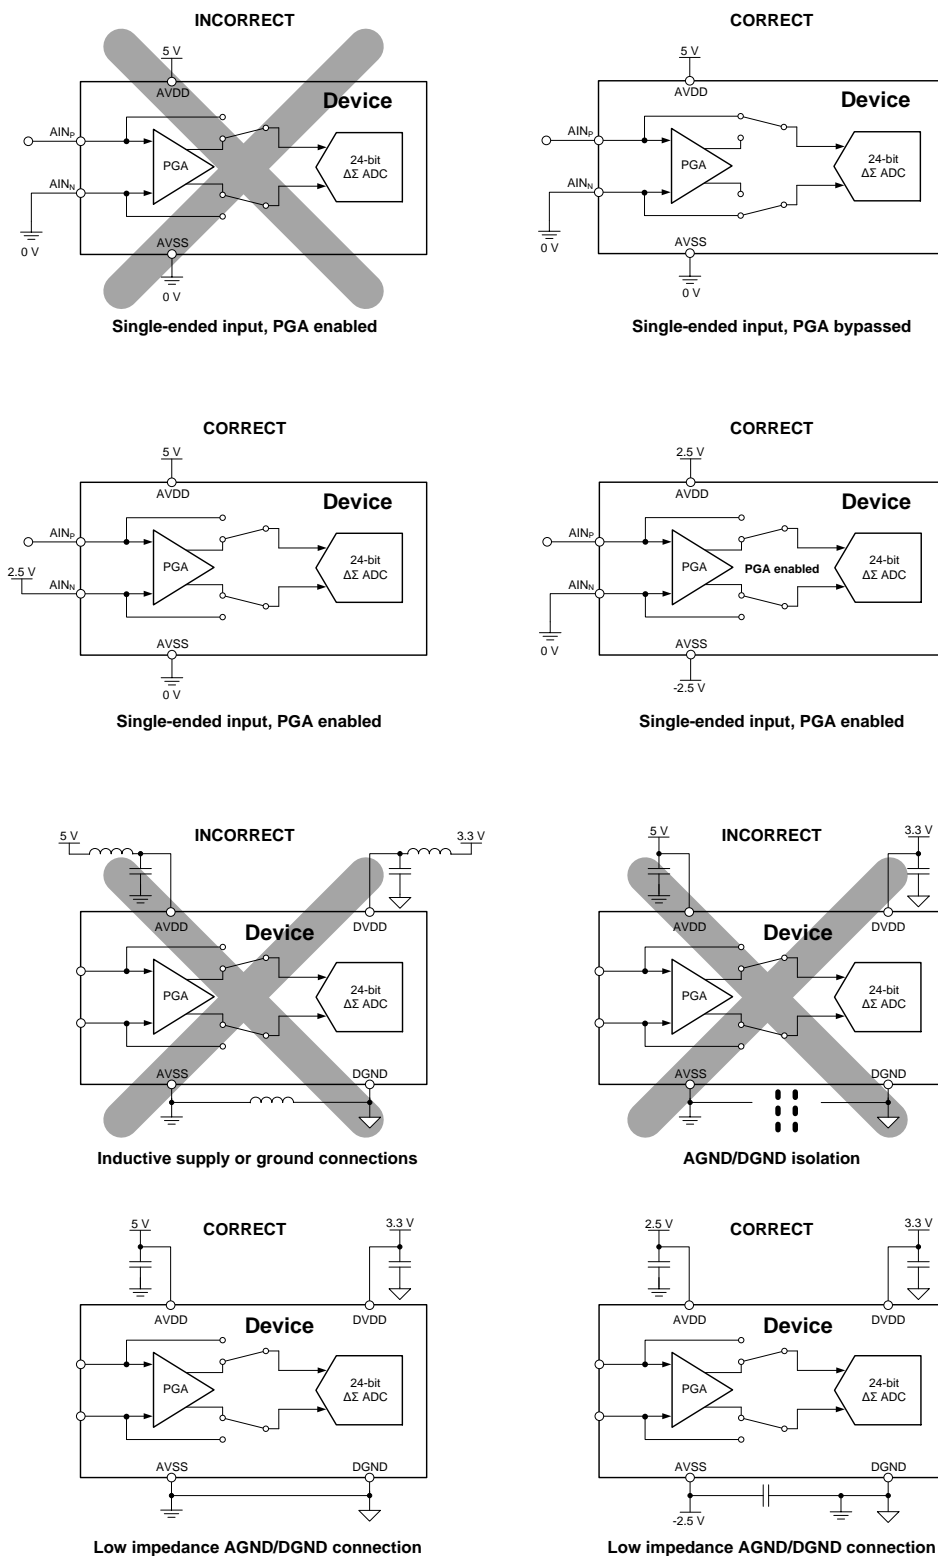 INCORRECT
5 V
AVDD
Device
AINP
PGA
24-bit
ΔΣ ADC
AINN
AVSS
0 V
0 V
Single-ended input, PGA enabled
CORRECT
5 V
AVDD
Device
AINP
PGA
24-bit
ΔΣ ADC
AINN
AVSS
0 V
0 V
Single-ended input, PGA bypassed
CORRECT
5 V
AVDD
Device
AINP
PGA
24-bit
ΔΣ ADC
2.5 V
AINN
AVSS
0 V
Single-ended input, PGA enabled
CORRECT
2.5 V
AVDD
Device
AINP
PGA
PGA enabled
24-bit
ΔΣ ADC
AINN
AVSS
0 V
-2.5 V
Single-ended input, PGA enabled
INCORRECT
5 V
3.3 V
AVDD
DVDD
Device
PGA
24-bit
ΔΣ ADC
AVSS
DGND
Inductive supply or ground connections
INCORRECT
5 V
3.3 V
AVDD
DVDD
Device
PGA
24-bit
ΔΣ ADC
AVSS
DGND
AGND/DGND isolation
CORRECT
5 V
3.3 V
AVDD
DVDD
Device
PGA
24-bit
ΔΣ ADC
AVSS
DGND
Low impedance AGND/DGND connection
CORRECT
2.5 V
3.3 V
AVDD
DVDD
Device
PGA
24-bit
ΔΣ ADC
AVSS
DGND
-2.5 V
Low impedance AGND/DGND connection